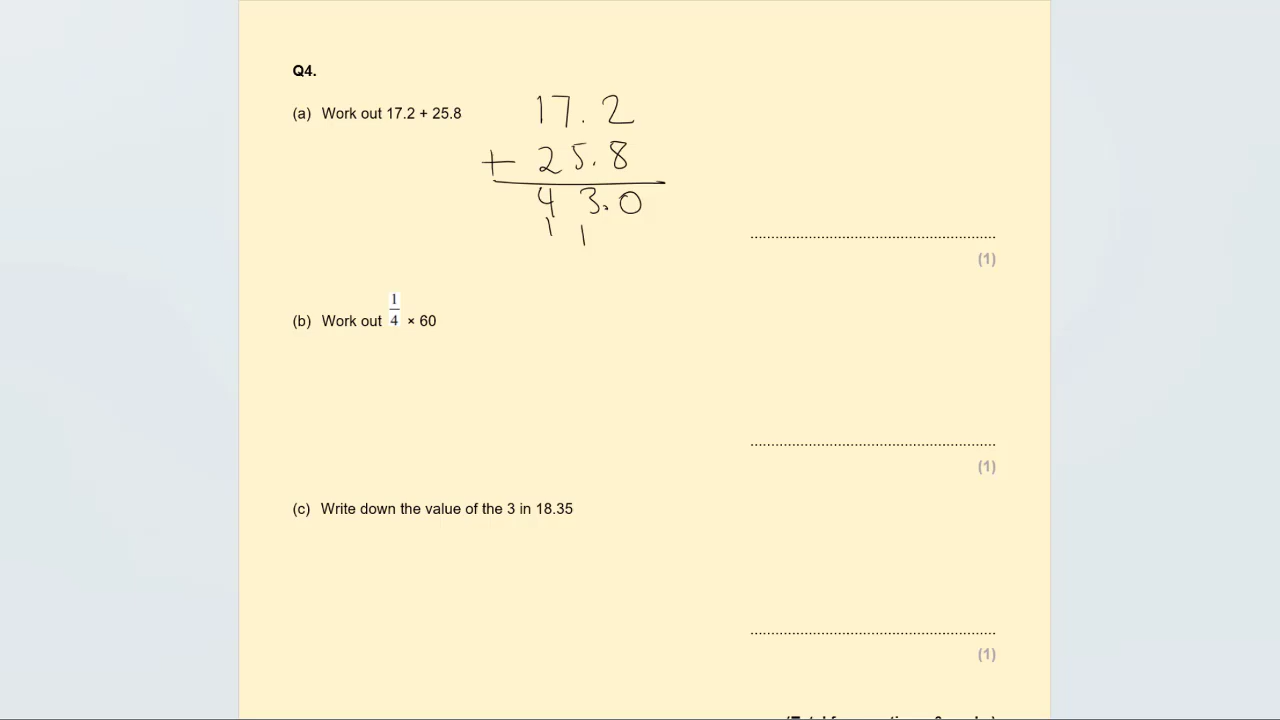 Q4.
(a) Work out 17.2 + 25.8
17.2
+ 25.8
43.0
1 1
(1)
(b) Work out 1/4 × 60
(1)
(c) Write down the value of the 3 in 18.35
(1)